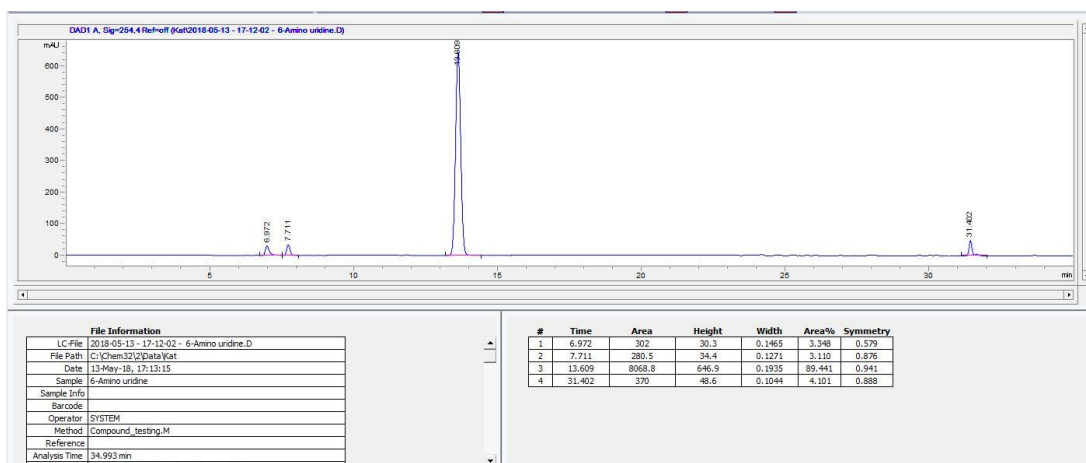 DAD1 A, Sig=254,4 Ref=off (Kat\2018-05-13 - 17-12-02 - 6-Amino uridine.D)
mAU
600
500
400
300
200
100
0
6.972
7.711
13.609
31.402
5 10 15 20 25 30 min
File Information
LC-File 2018-05-13 - 17-12-02 - 6-Amino uridine.D
File Path C:\Chem32\2\Data\Kat
Date 13-May-18, 17:13:15
Sample 6-Amino uridine
Sample Info
Barcode
Operator SYSTEM
Method Compound_testing.M
Reference
Analysis Time 34.993 min
# Time Area Height Width Area% Symmetry
1 6.972 302 30.3 0.1465 3.348 0.579
2 7.711 280.5 34.4 0.1271 3.110 0.876
3 13.609 8068.8 646.9 0.1935 89.441 0.941
4 31.402 370 48.6 0.1044 4.101 0.888